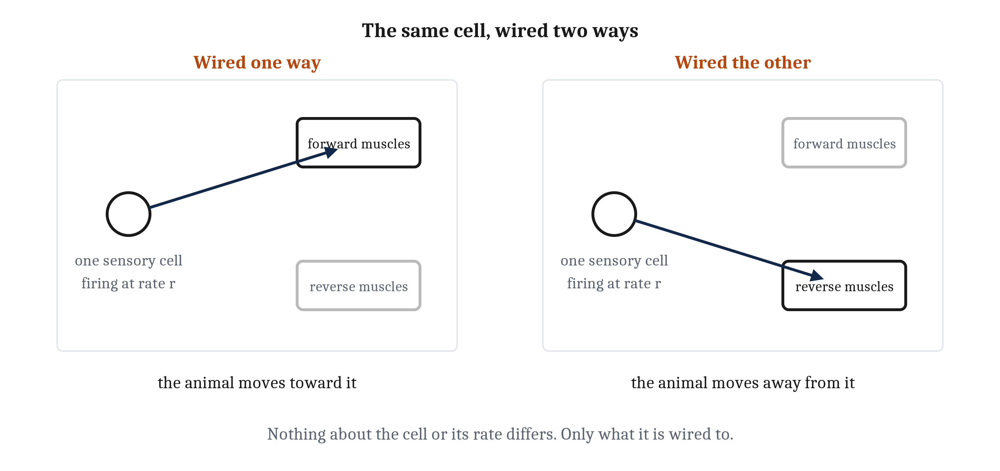 The same cell, wired two ways
Wired one way
forward muscles
one sensory cell
firing at rate r
reverse muscles
the animal moves toward it
Wired the other
forward muscles
one sensory cell
firing at rate r
reverse muscles
the animal moves away from it
Nothing about the cell or its rate differs. Only what it is wired to.